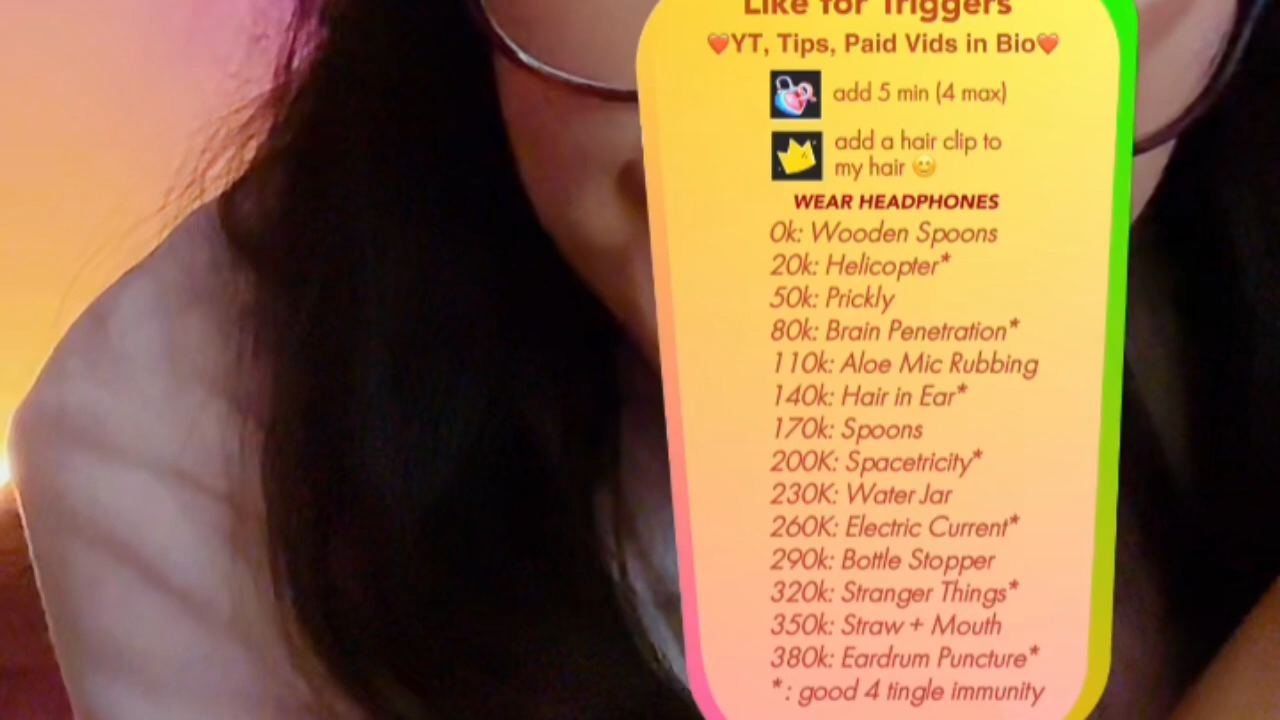 Like for Triggers
❤️YT, Tips, Paid Vids in Bio❤️
add 5 min (4 max)
add a hair clip to
my hair 😊
WEAR HEADPHONES
0k: Wooden Spoons
20k: Helicopter*
50k: Prickly
80k: Brain Penetration*
110k: Aloe Mic Rubbing
140k: Hair in Ear*
170k: Spoons
200K: Spacetricity*
230K: Water Jar
260K: Electric Current*
290k: Bottle Stopper
320k: Stranger Things*
350k: Straw + Mouth
380k: Eardrum Puncture*
*: good 4 tingle immunity